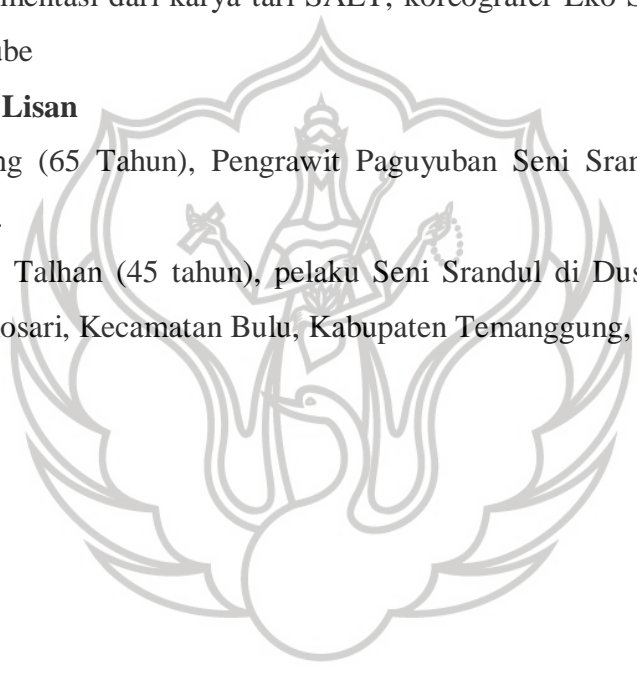 mentasi dari karya tari SALT, koreografer Eko S
ube
Lisan
ng (65 Tahun), Pengrawit Paguyuban Seni Sran
Talhan (45 tahun), pelaku Seni Srandul di Dus
osari, Kecamatan Bulu, Kabupaten Temanggung,